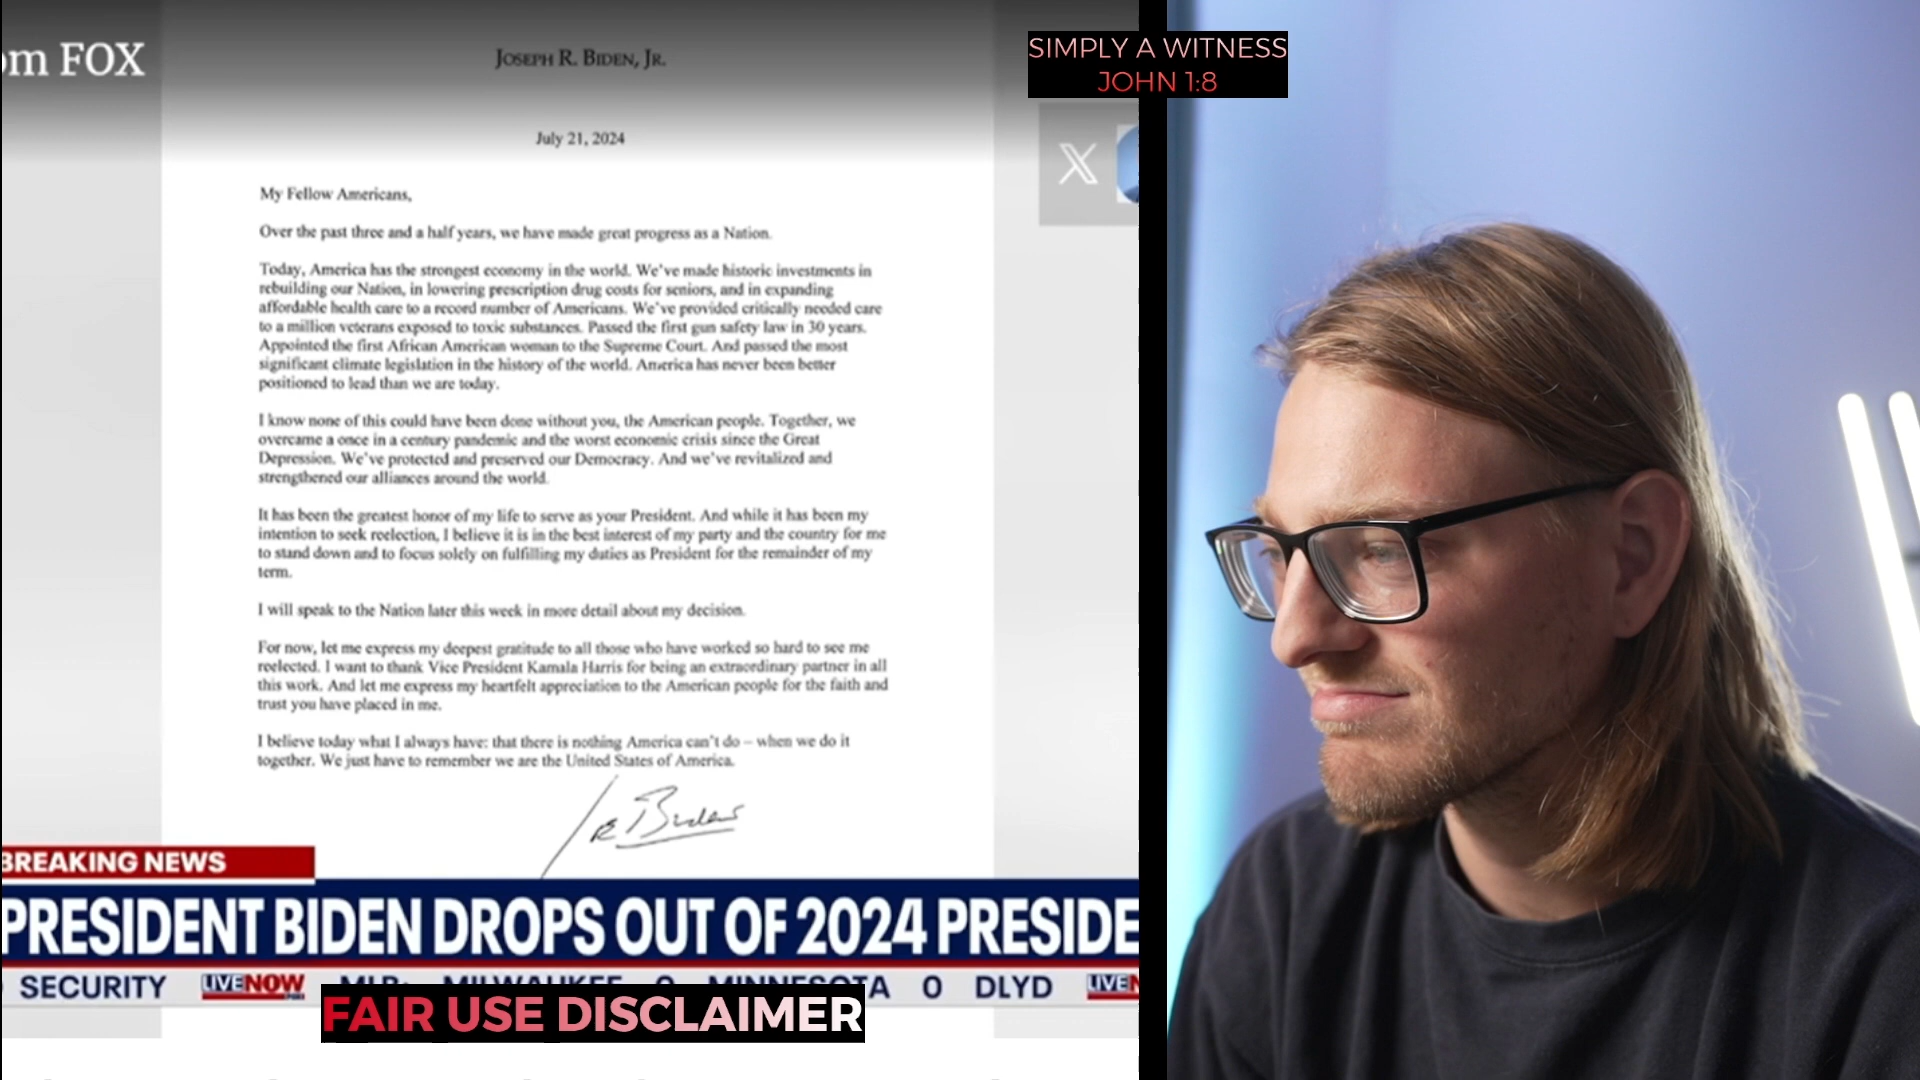 om FOX
JOSEPH R. BIDEN, JR.
SIMPLY A WITNESS
JOHN 1:8
July 21, 2024
X
My Fellow Americans,
Over the past three and a half years, we have made great progress as a Nation.
Today, America has the strongest economy in the world. We've made historic investments in
rebuilding our Nation, in lowering prescription drug costs for seniors, and in expanding
affordable health care to a record number of Americans. We've provided critically needed care
to a million veterans exposed to toxic substances. Passed the first gun safety law in 30 years.
Appointed the first African American woman to the Supreme Court. And passed the most
significant climate legislation in the history of the world. America has never been better
positioned to lead than we are today.
I know none of this could have been done without you, the American people. Together, we
overcame a once in a century pandemic and the worst economic crisis since the Great
Depression. We've protected and preserved our Democracy. And we've revitalized and
strengthened our alliances around the world.
It has been the greatest honor of my life to serve as your President. And while it has been my
intention to seek reelection, I believe it is in the best interest of my party and the country for me
to stand down and to focus solely on fulfilling my duties as President for the remainder of my
term.
I will speak to the Nation later this week in more detail about my decision.
For now, let me express my deepest gratitude to all those who have worked so hard to see me
reelected. I want to thank Vice President Kamala Harris for being an extraordinary partner in all
this work. And let me express my heartfelt appreciation to the American people for the faith and
trust you have placed in me.
I believe today what I always have: that there is nothing America can't do – when we do it
together. We just have to remember we are the United States of America.
Joe Biden
BREAKING NEWS
PRESIDENT BIDEN DROPS OUT OF 2024 PRESIDE
SECURITY LIVENOW FOX MLB: MILWAUKEE 0 MINNESOTA 0 DLYD LIVEN
FAIR USE DISCLAIMER